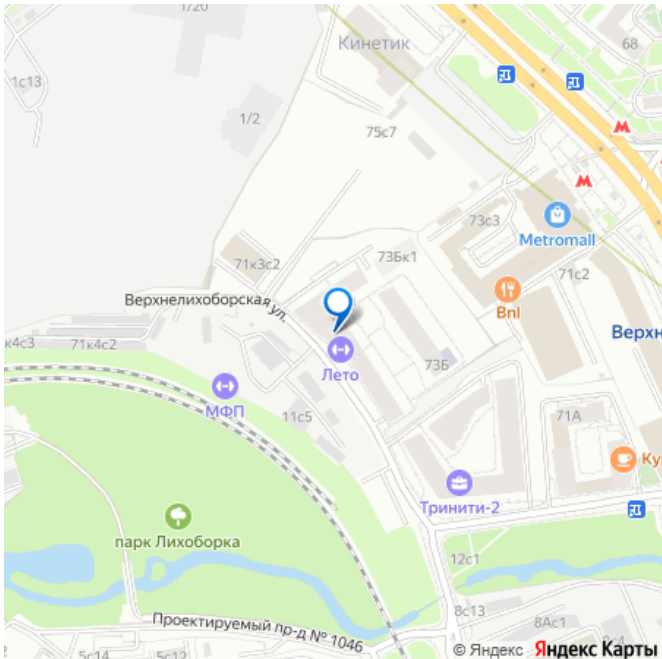 1/20
68
Кинетик
1с13
1/2
75с7
М
М
73с3
Metromall
71к3с2
73Бк1
71с2
Верхнелихоборская ул.
Bnl
Верхн
71к4с3
71к4с2
Лето
73Б
МФП
11с5
71А
Ку
Тринити-2
парк Лихоборка
12с1
8с13
Проектируемый пр-д № 1046
8Ас1
8с4
5с14
5с12
© Яндекс Яндекс Карты